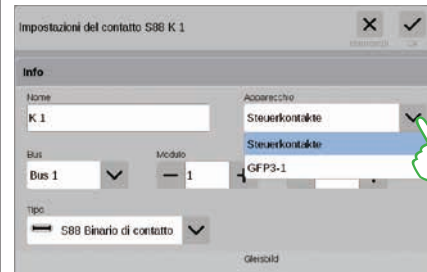 Impostazioni del contatto S88 K 1
Info
Nome
Apparecchio
K 1
Steuerkontakte
Steuerkontakte
GFP3-1
Bus
Modulo
Bus 1
1
Tipo
S88 Binario di contatto
Gleisbild